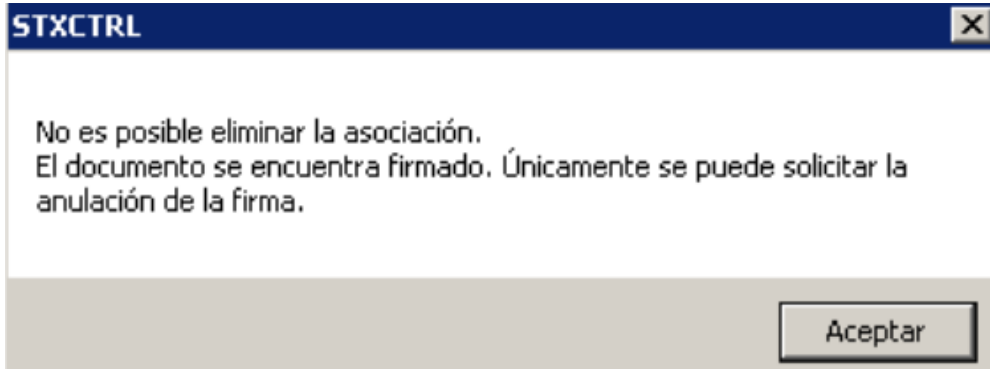 STXCTRL
No es posible eliminar la asociación.
El documento se encuentra firmado. Únicamente se puede solicitar la
anulación de la firma.
Aceptar